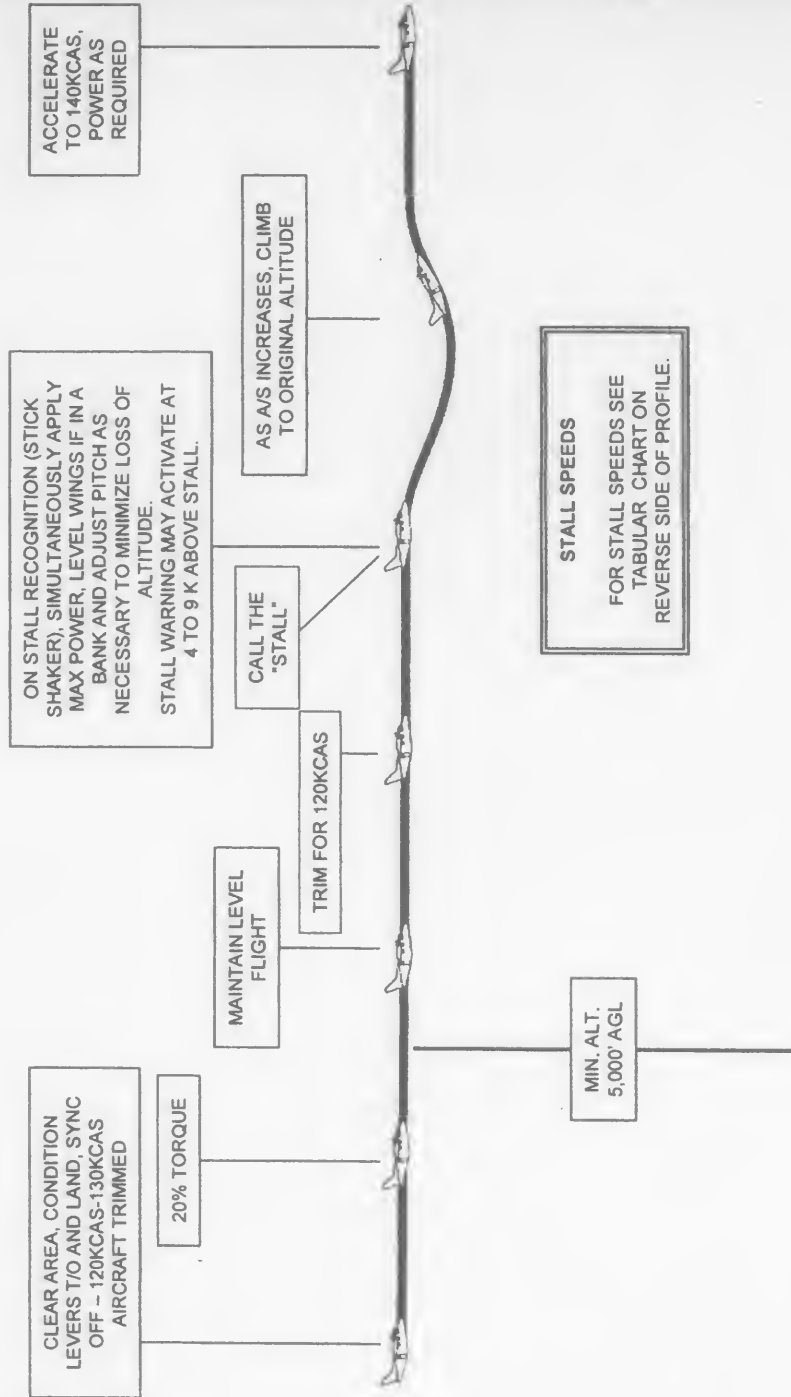 CLEAR AREA, CONDITION
LEVERS T/O AND LAND, SYNC
OFF – 120KCAS-130KCAS
AIRCRAFT TRIMMED
20% TORQUE
MAINTAIN LEVEL
FLIGHT
TRIM FOR 120KCAS
CALL THE
"STALL"
ON STALL RECOGNITION (STICK
SHAKER), SIMULTANEOUSLY APPLY
MAX POWER, LEVEL WINGS IF IN A
BANK AND ADJUST PITCH AS
NECESSARY TO MINIMIZE LOSS OF
ALTITUDE.
STALL WARNING MAY ACTIVATE AT
4 TO 9 K ABOVE STALL.
AS A/S INCREASES, CLIMB
TO ORIGINAL ALTITUDE
ACCELERATE
TO 140KCAS,
POWER AS
REQUIRED
MIN. ALT.
5,000' AGL
STALL SPEEDS
FOR STALL SPEEDS SEE
TABULAR CHART ON
REVERSE SIDE OF PROFILE.